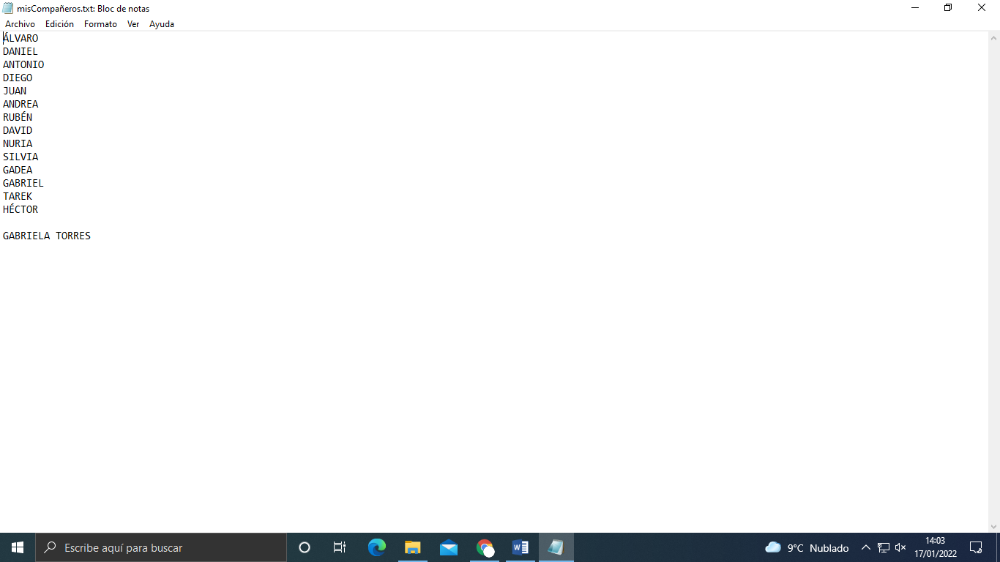 misCompañeros.txt: Bloc de notas
Archivo Edición Formato Ver Ayuda
ÁLVARO
DANIEL
ANTONIO
DIEGO
JUAN
ANDREA
RUBÉN
DAVID
NURIA
SILVIA
GADEA
GABRIEL
TAREK
HÉCTOR
GABRIELA TORRES
Escribe aquí para buscar
9°C Nublado
14:03
17/01/2022